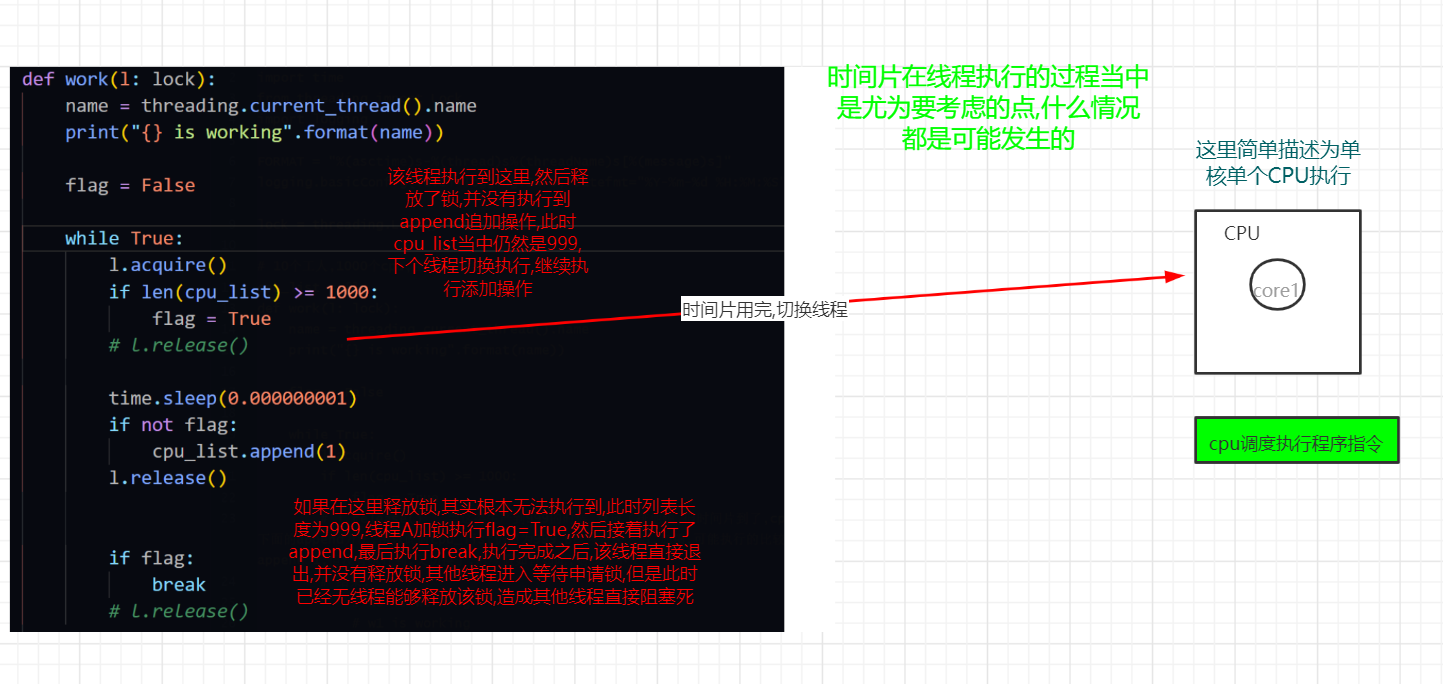 def work(l: lock):
name = threading.current_thread().name
print("{} is working".format(name))
flag = False
while True:
l.acquire()
if len(cpu_list) >= 1000:
flag = True
# l.release()
time.sleep(0.000000001)
if not flag:
cpu_list.append(1)
l.release()
if flag:
break
# l.release()
该线程执行到这里,然后释
放了锁,并没有执行到
append追加操作,此时
cpu_list当中仍然是999,
下个线程切换执行,继续执
行添加操作
如果在这里释放锁,其实根本无法执行到,此时列表长
度为999,线程A加锁执行flag=True,然后接着执行了
append,最后执行break,执行完成之后,该线程直接退
出,并没有释放锁,其他线程进入等待申请锁,但是此时
已经无线程能够释放该锁,造成其他线程直接阻塞死
时间片用完,切换线程
时间片在线程执行的过程当中
是尤为要考虑的点,什么情况
都是可能发生的
这里简单描述为单
核单个CPU执行
CPU
core1
cpu调度执行程序指令